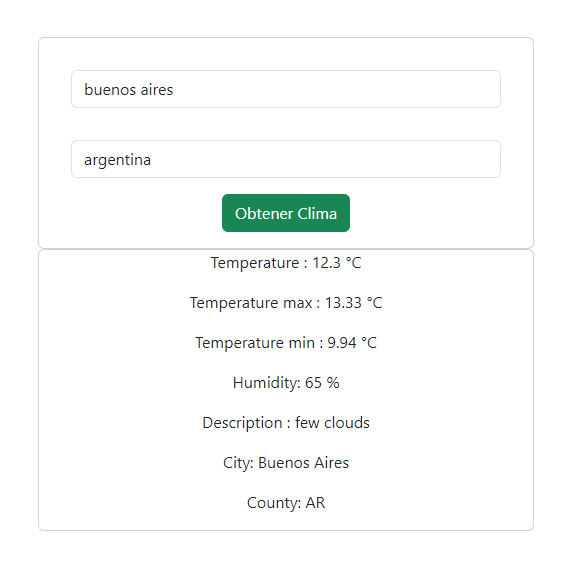 buenos aires
argentina
Obtener Clima
Temperature : 12.3 °C
Temperature max : 13.33 °C
Temperature min : 9.94 °C
Humidity: 65 %
Description : few clouds
City: Buenos Aires
County: AR